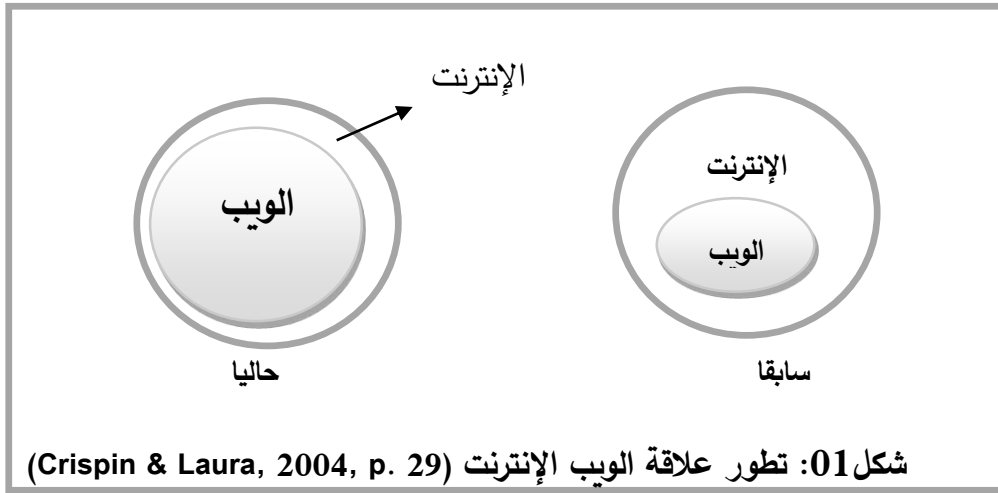 الإنترنت
الإنترنت
الويب
الويب
سابقا
حاليا
شكل01: تطور علاقة الويب الإنترنت (Crispin & Laura, 2004, p. 29)